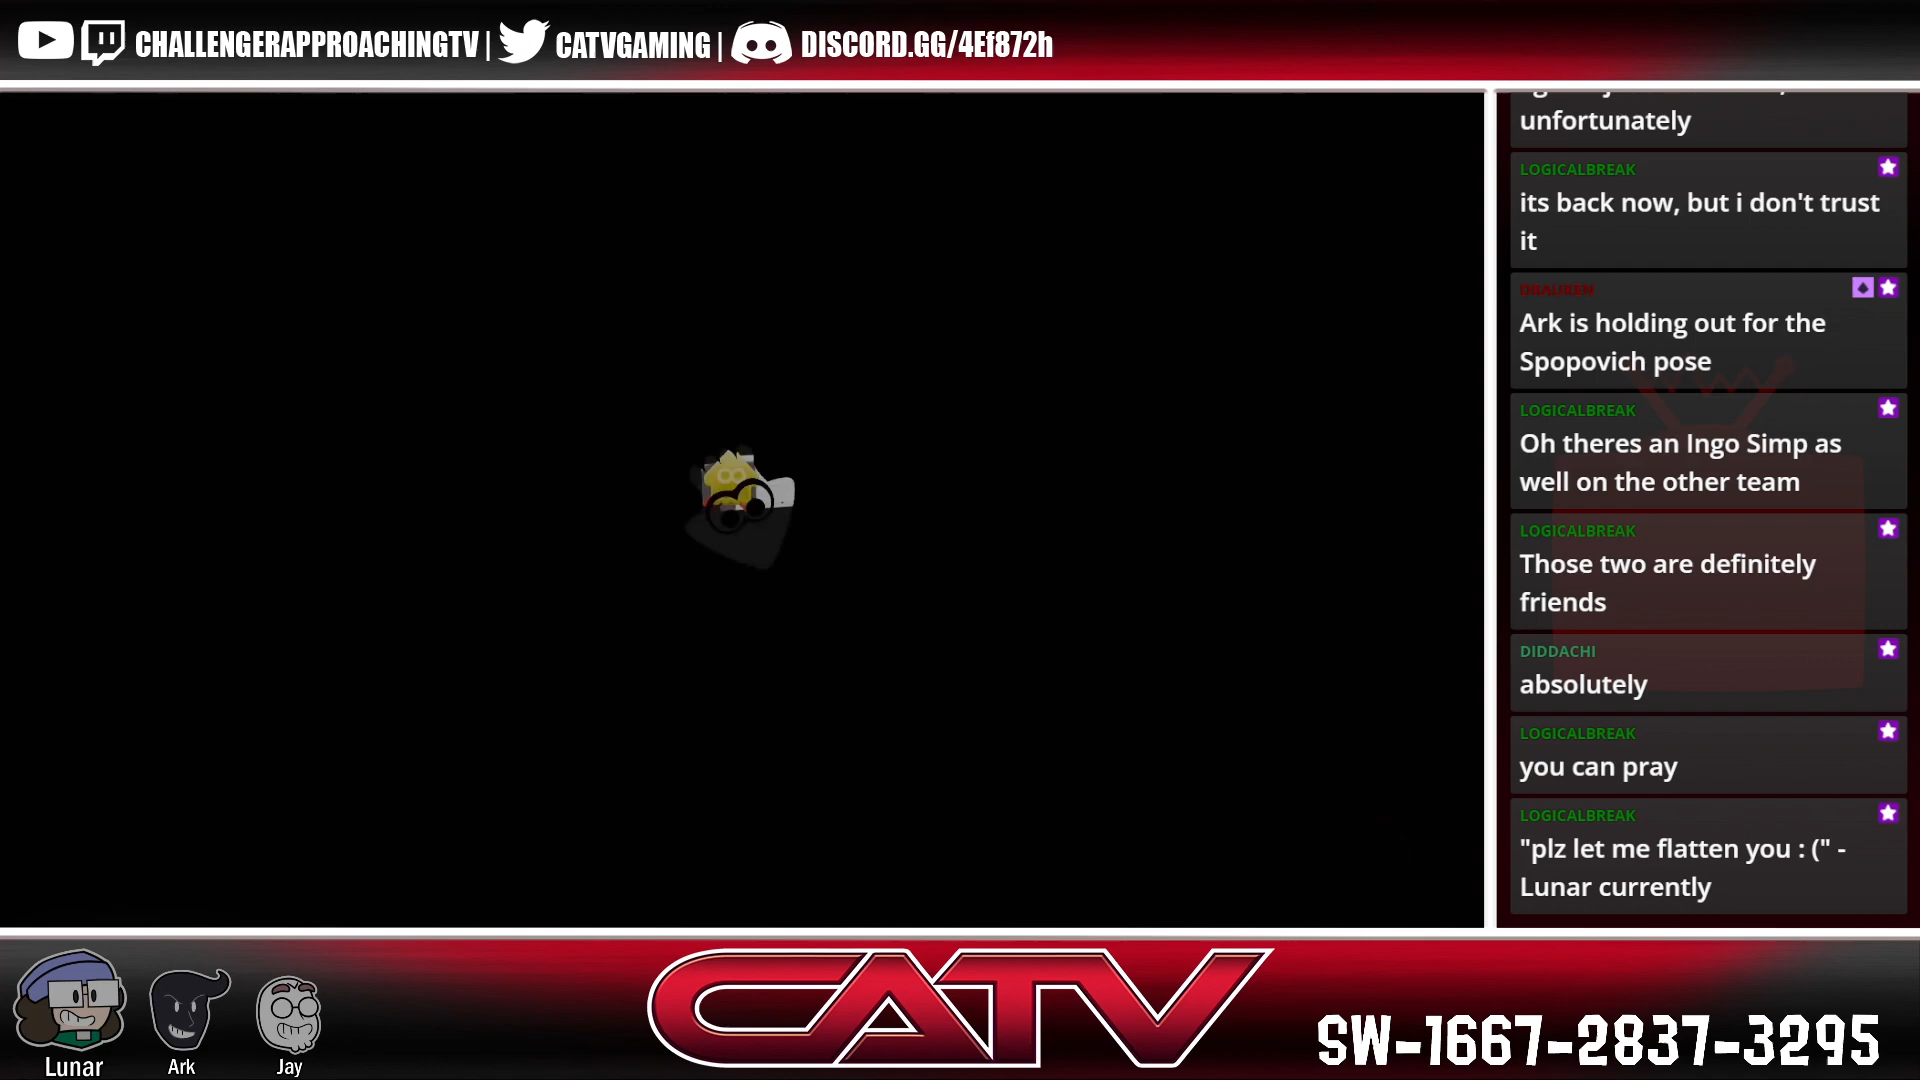 CHALLENGERAPPROACHINGTV | CATVGAMING | DISCORD.GG/4Ef872h
unfortunately
LOGICALBREAK
its back now, but i don't trust
it
Ark is holding out for the
Spopovich pose
LOGICALBREAK
Oh theres an Ingo Simp as
well on the other team
LOGICALBREAK
Those two are definitely
friends
DIDDACHI
absolutely
LOGICALBREAK
you can pray
LOGICALBREAK
"plz let me flatten you : (" -
Lunar currently
Lunar
Ark
Jay
CATV
SW-1667-2837-3295